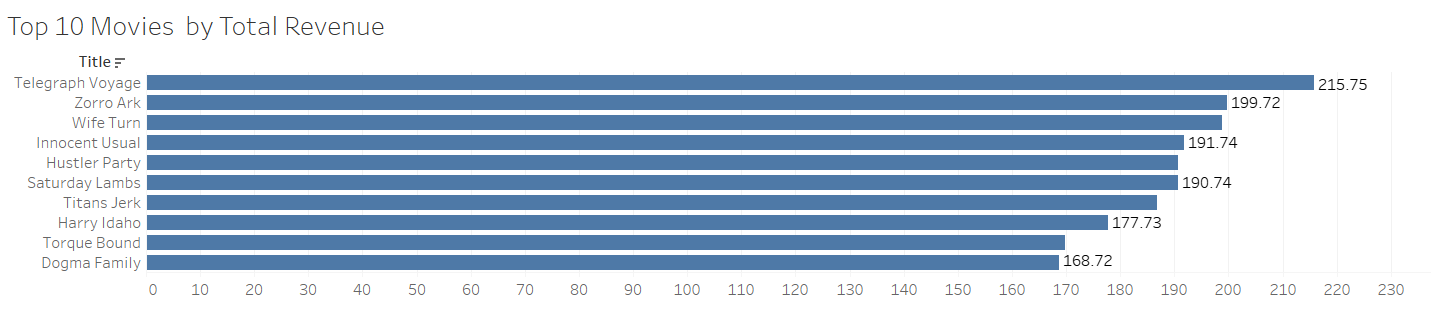 Top 10 Movies  by Total Revenue
Title
Telegraph Voyage 215.75
Zorro Ark 199.72
Wife Turn
Innocent Usual 191.74
Hustler Party
Saturday Lambs 190.74
Titans Jerk
Harry Idaho 177.73
Torque Bound
Dogma Family 168.72
0 10 20 30 40 50 60 70 80 90 100 110 120 130 140 150 160 170 180 190 200 210 220 230